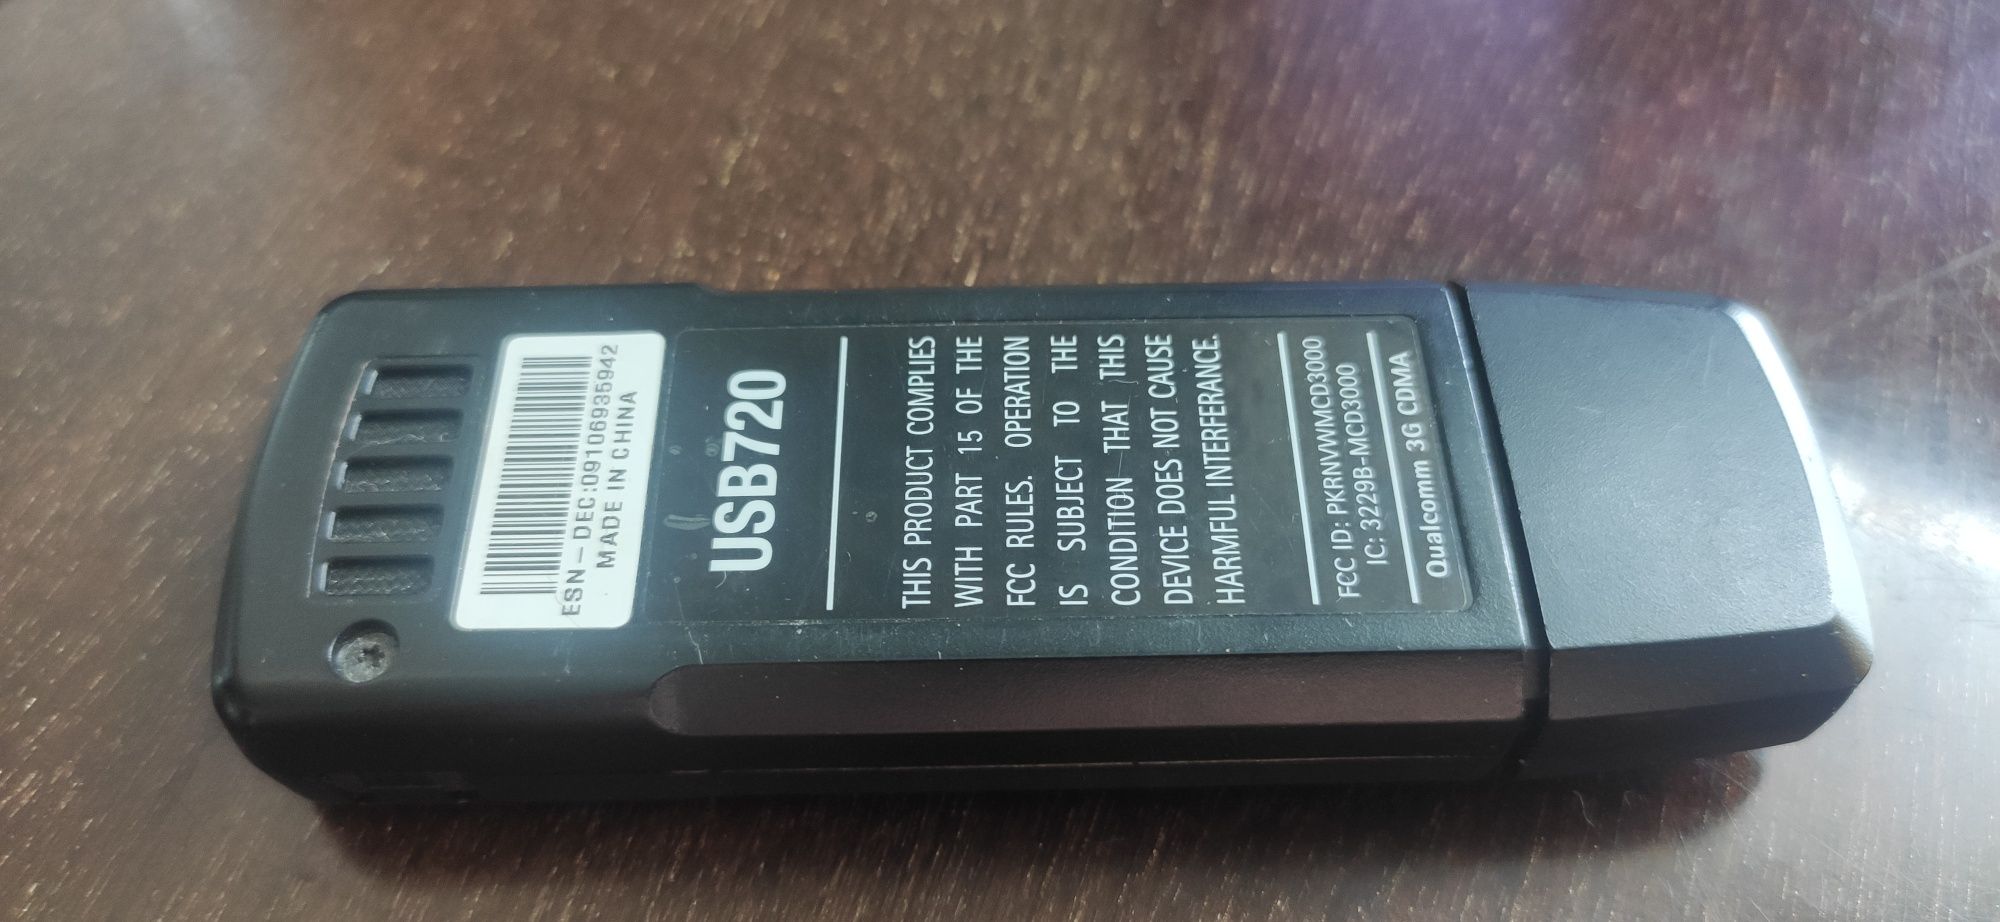 ESN-DEC:09106935942
MADE IN CHINA
USB720
THIS PRODUCT COMPLIES
WITH PART 15 OF THE
FCC RULES. OPERATION
IS SUBJECT TO THE
CONDITION THAT THIS
DEVICE DOES NOT CAUSE
HARMFUL INTERFERANCE.
FCC ID: PKRNVWMCD3000
IC: 3229B-MCD3000
Qualcomm 3G CDMA